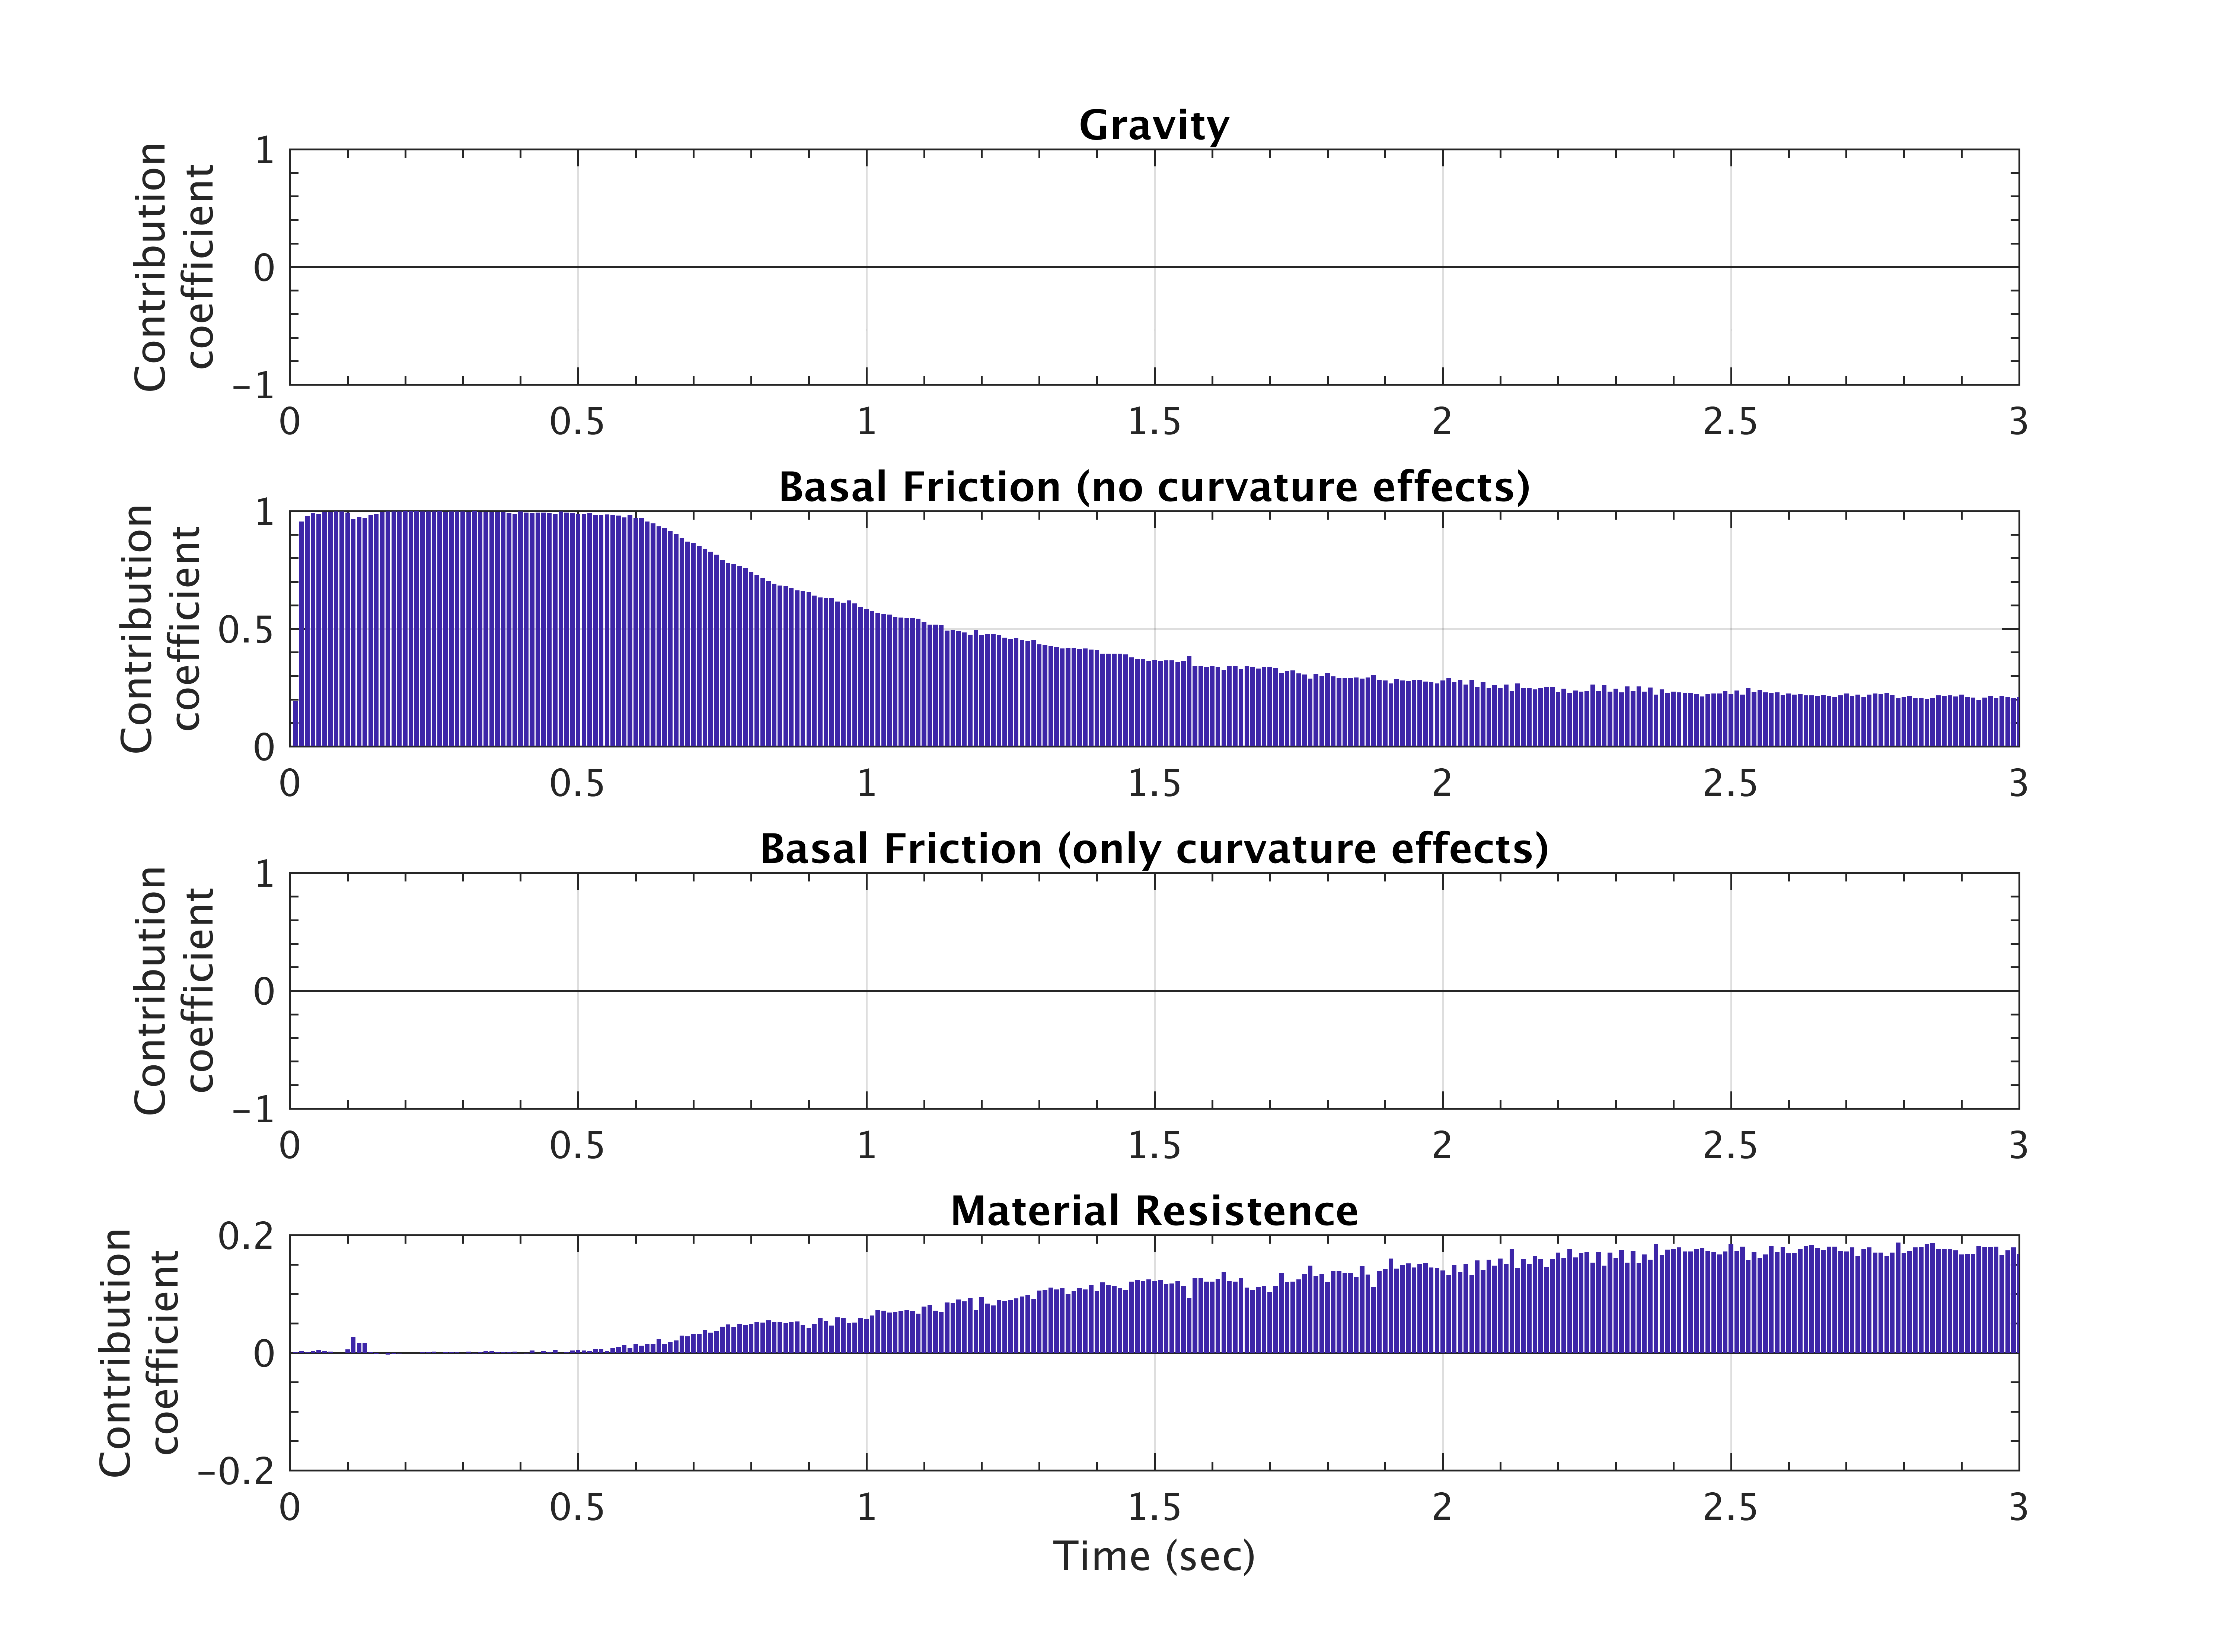 Gravity
Contribution
coefficient
1
0
−1
0 0.5 1 1.5 2 2.5 3
Basal Friction (no curvature effects)
Contribution
coefficient
1
0.5
0
0 0.5 1 1.5 2 2.5 3
Basal Friction (only curvature effects)
Contribution
coefficient
1
0
−1
0 0.5 1 1.5 2 2.5 3
Material Resistence
Contribution
coefficient
0.2
0
−0.2
0 0.5 1 1.5 2 2.5 3
Time (sec)